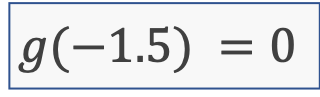 g(−1.5) = 0